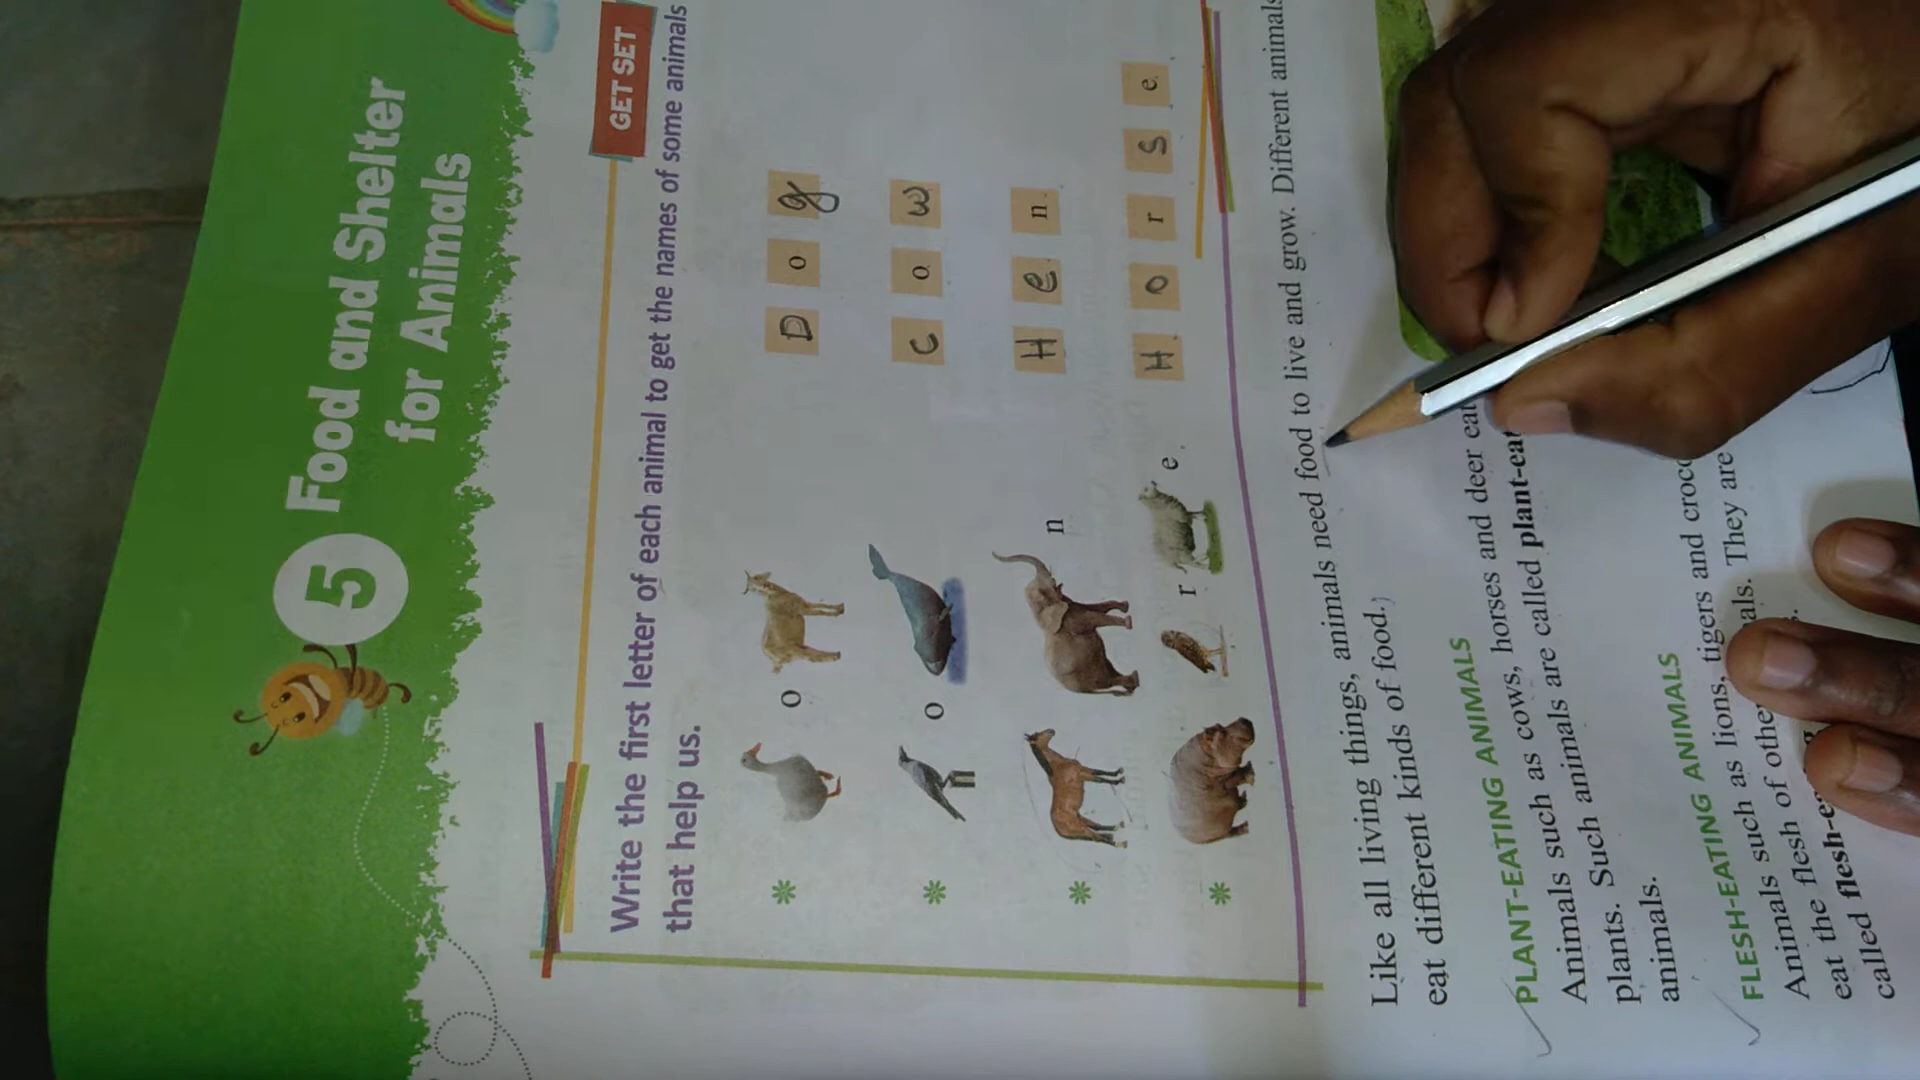 5 Food and Shelter
for Animals
GET SET
Write the first letter of each animal to get the names of some animals
that help us.
o D o g
o C o w
n H e n
r e H o r s e
Like all living things, animals need food to live and grow. Different animals
eat different kinds of food.
PLANT-EATING ANIMALS
Animals such as cows, horses and deer eat
plants. Such animals are called plant-eat
animals.
FLESH-EATING ANIMALS
Animals such as lions, tigers and croc
eat the flesh of othe als. They are
called flesh-e